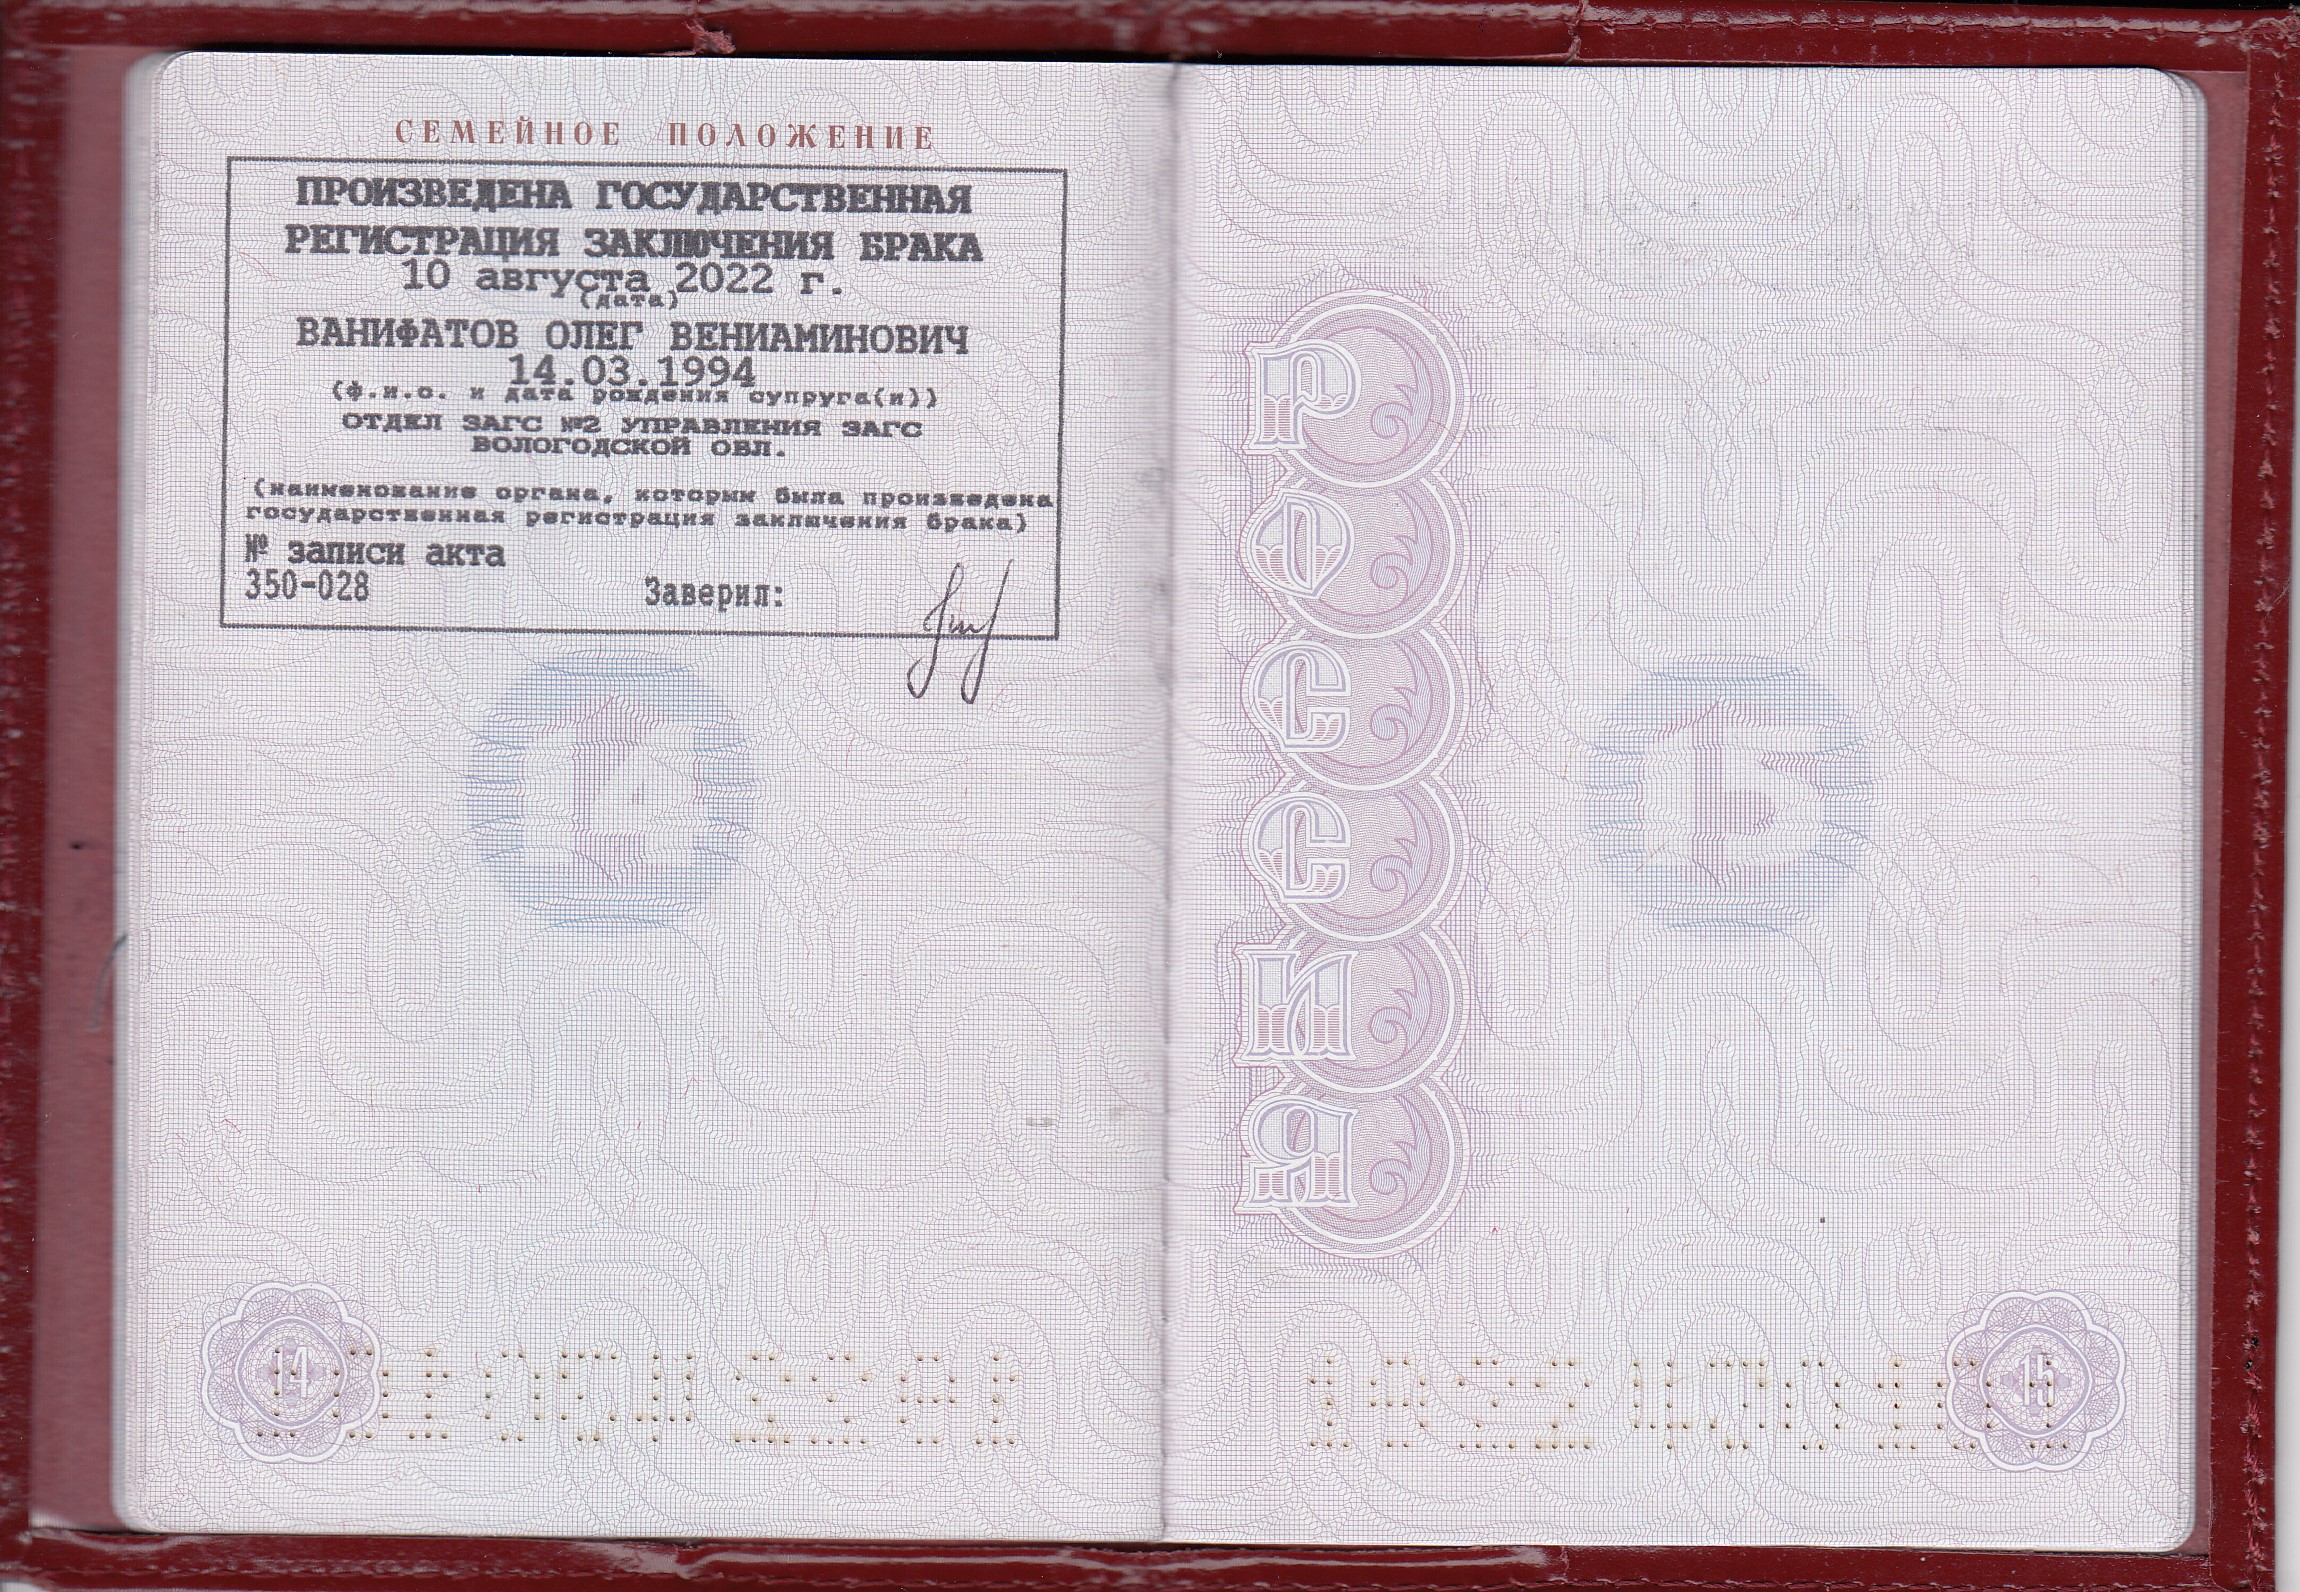 СЕМЕЙНОЕ ПОЛОЖЕНИЕ
ПРОИЗВЕДЕНА ГОСУДАРСТВЕННАЯ
РЕГИСТРАЦИЯ ЗАКЛЮЧЕНИЯ БРАКА
10 августа 2022 г.
(дата)
ВАНИФАТОВ ОЛЕГ ВЕНИАМИНОВИЧ
14.03.1994
(ф.и.о. и дата рождения супруга(и))
ОТДЕЛ ЗАГС №2 УПРАВЛЕНИЯ ЗАГС
ВОЛОГОДСКОЙ ОБЛ.
(наименование органа, которым была произведена
государственная регистрация заключения брака)
№ записи акта
350-028
Заверил:
14
14
РОССИЯ
15